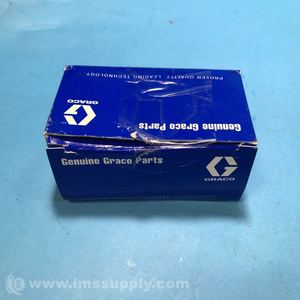 PROVEN QUALITY. LEADING TECHNOLOGY.
GRACO
Genuine Graco Parts
Genuine Graco Parts
GRACO
© www.imssupply.com